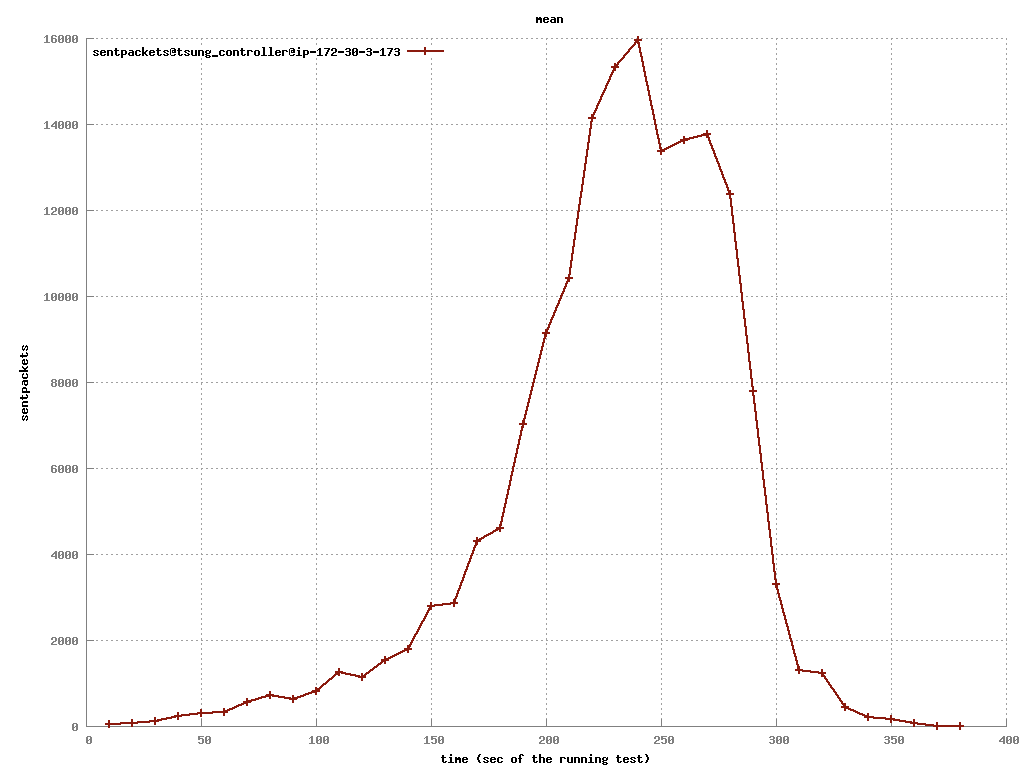 mean
sentpackets@tsung_controller@ip-172-30-3-173
16000
14000
12000
10000
8000
6000
4000
2000
0
sentpackets
0 50 100 150 200 250 300 350 400
time (sec of the running test)